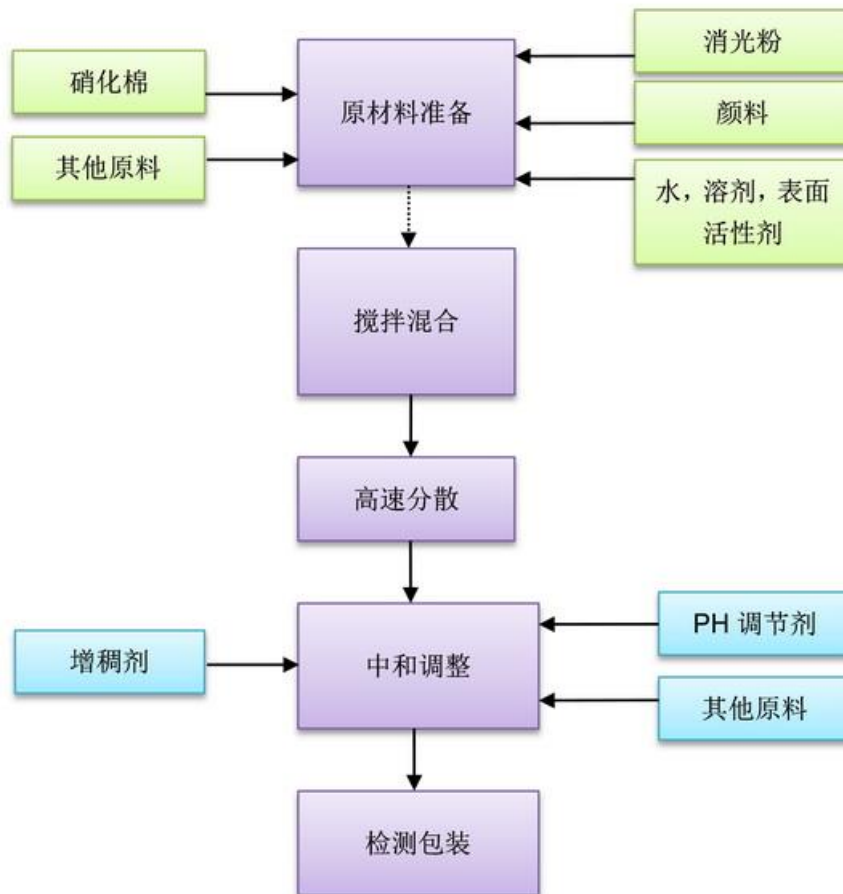 消光粉
硝化棉
原材料准备
颜料
其他原料
水，溶剂，表面
活性剂
搅拌混合
高速分散
PH 调节剂
增稠剂
中和调整
其他原料
检测包装